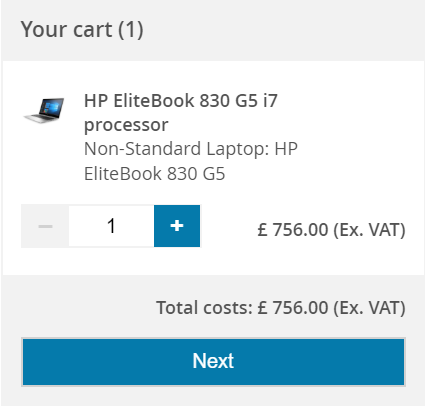 Your cart (1)
HP EliteBook 830 G5 i7
processor
Non-Standard Laptop: HP
EliteBook 830 G5
− 1 +
£ 756.00 (Ex. VAT)
Total costs: £ 756.00 (Ex. VAT)
Next